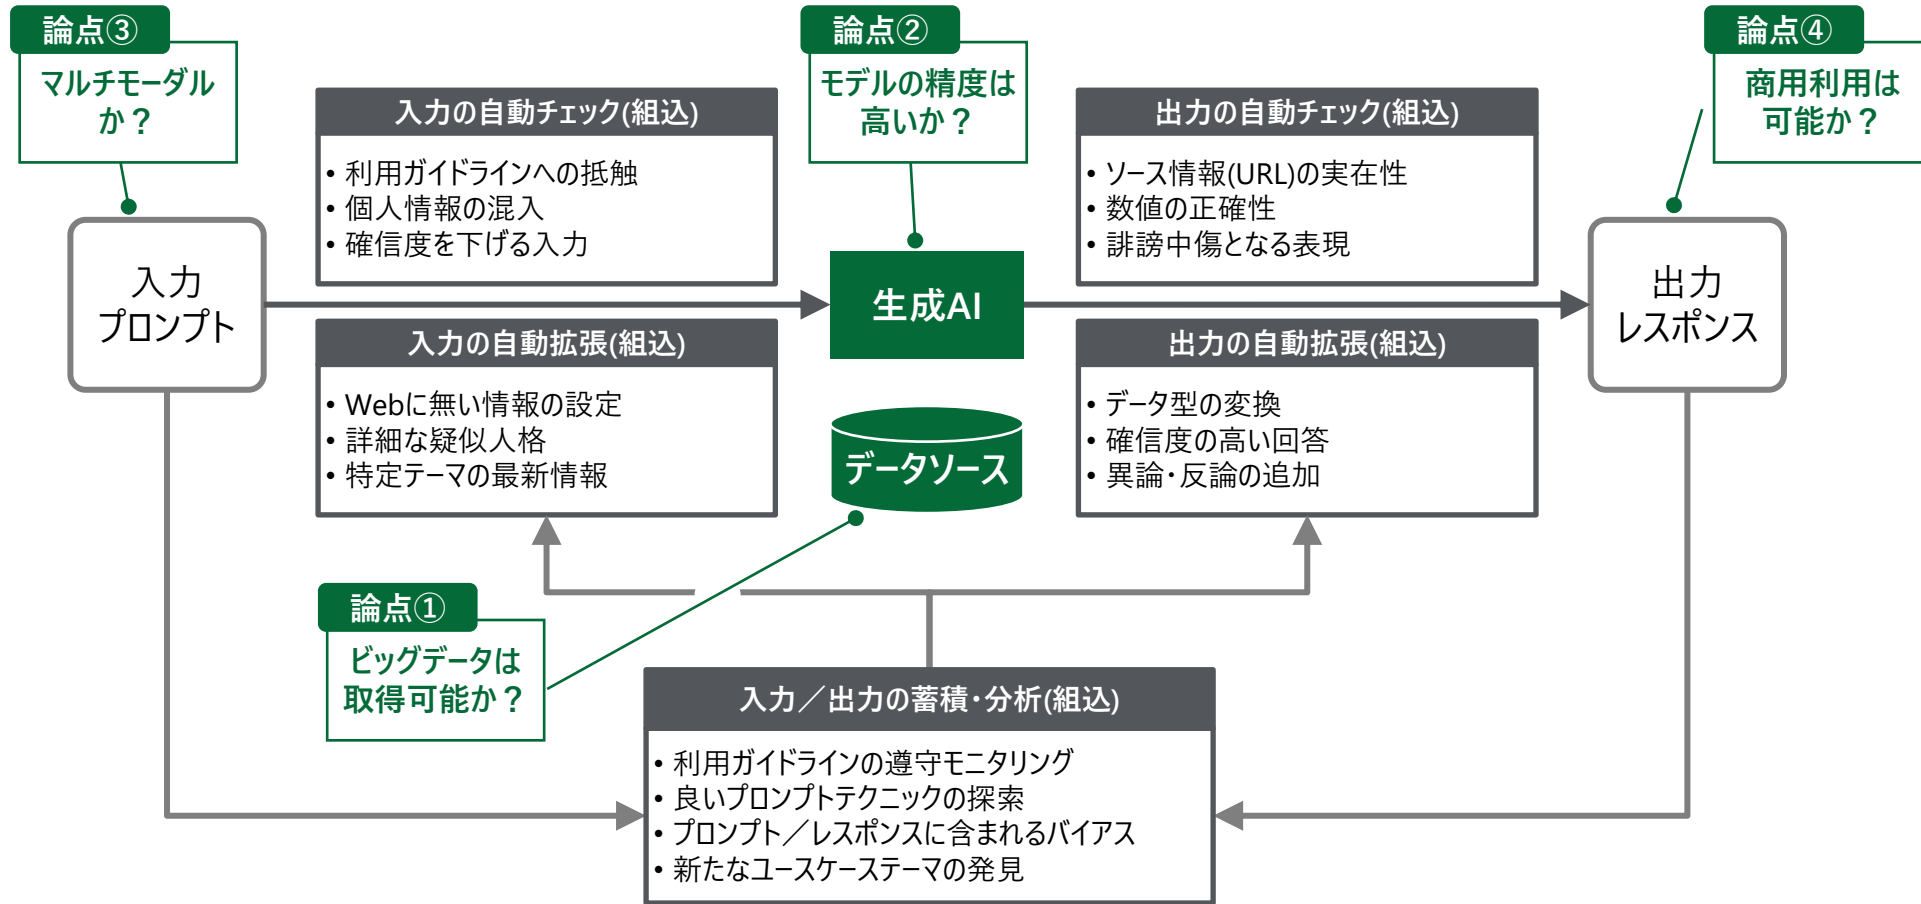 論点③
マルチモーダル
か？
論点②
モデルの精度は
高いか？
論点④
商用利用は
可能か？
入力の自動チェック(組込)
• 利用ガイドラインへの抵触
• 個人情報の混入
• 確信度を下げる入力
出力の自動チェック(組込)
• ソース情報(URL)の実在性
• 数値の正確性
• 誹謗中傷となる表現
入力
プロンプト
生成AI
出力
レスポンス
入力の自動拡張(組込)
• Webに無い情報の設定
• 詳細な疑似人格
• 特定テーマの最新情報
データソース
出力の自動拡張(組込)
• データ型の変換
• 確信度の高い回答
• 異論・反論の追加
論点①
ビッグデータは
取得可能か？
入力／出力の蓄積・分析(組込)
• 利用ガイドラインの遵守モニタリング
• 良いプロンプトテクニックの探索
• プロンプト／レスポンスに含まれるバイアス
• 新たなユースケーステーマの発見